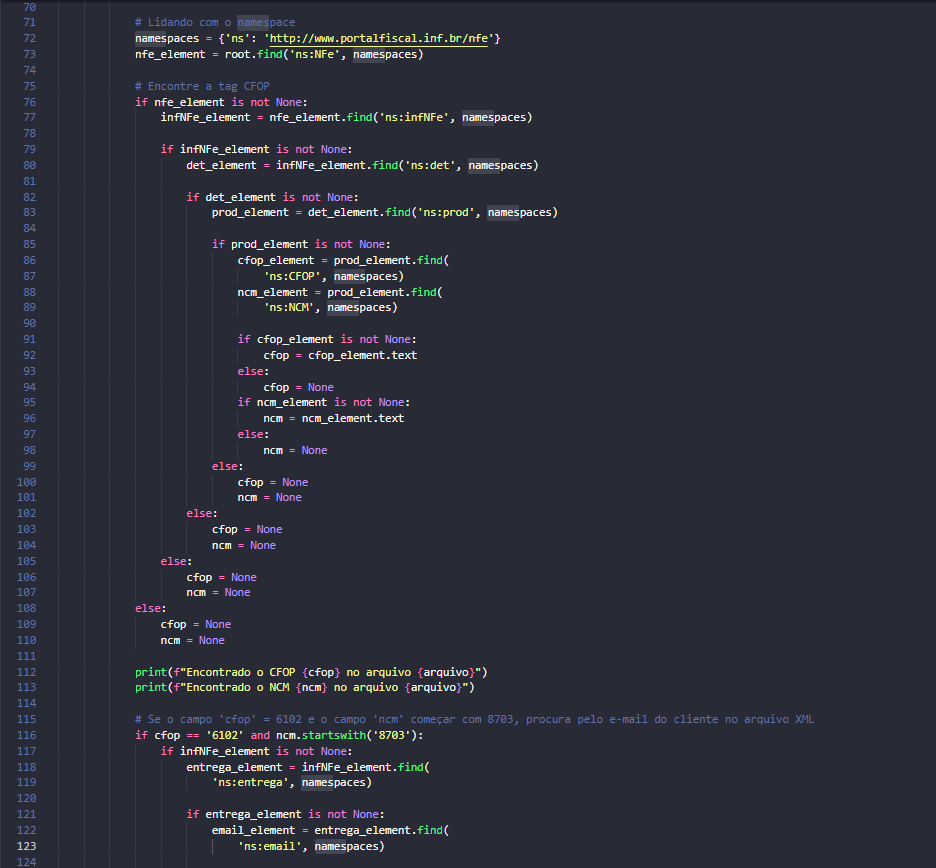 70
71 # Lidando com o namespace
72 namespaces = {'ns': 'http://www.portalfiscal.inf.br/nfe'}
73 nfe_element = root.find('ns:NFe', namespaces)
74
75 # Encontre a tag CFOP
76 if nfe_element is not None:
77 infNFe_element = nfe_element.find('ns:infNFe', namespaces)
78
79 if infNFe_element is not None:
80 det_element = infNFe_element.find('ns:det', namespaces)
81
82 if det_element is not None:
83 prod_element = det_element.find('ns:prod', namespaces)
84
85 if prod_element is not None:
86 cfop_element = prod_element.find(
87 'ns:CFOP', namespaces)
88 ncm_element = prod_element.find(
89 'ns:NCM', namespaces)
90
91 if cfop_element is not None:
92 cfop = cfop_element.text
93 else:
94 cfop = None
95 if ncm_element is not None:
96 ncm = ncm_element.text
97 else:
98 ncm = None
99 else:
100 cfop = None
101 ncm = None
102 else:
103 cfop = None
104 ncm = None
105 else:
106 cfop = None
107 ncm = None
108 else:
109 cfop = None
110 ncm = None
111
112 print(f"Encontrado o CFOP {cfop} no arquivo {arquivo}")
113 print(f"Encontrado o NCM {ncm} no arquivo {arquivo}")
114
115 # Se o campo 'cfop' = 6102 e o campo 'ncm' começar com 8703, procura pelo e-mail do cliente no arquivo XML
116 if cfop == '6102' and ncm.startswith('8703'):
117 if infNFe_element is not None:
118 entrega_element = infNFe_element.find(
119 'ns:entrega', namespaces)
120
121 if entrega_element is not None:
122 email_element = entrega_element.find(
123 'ns:email', namespaces)
124